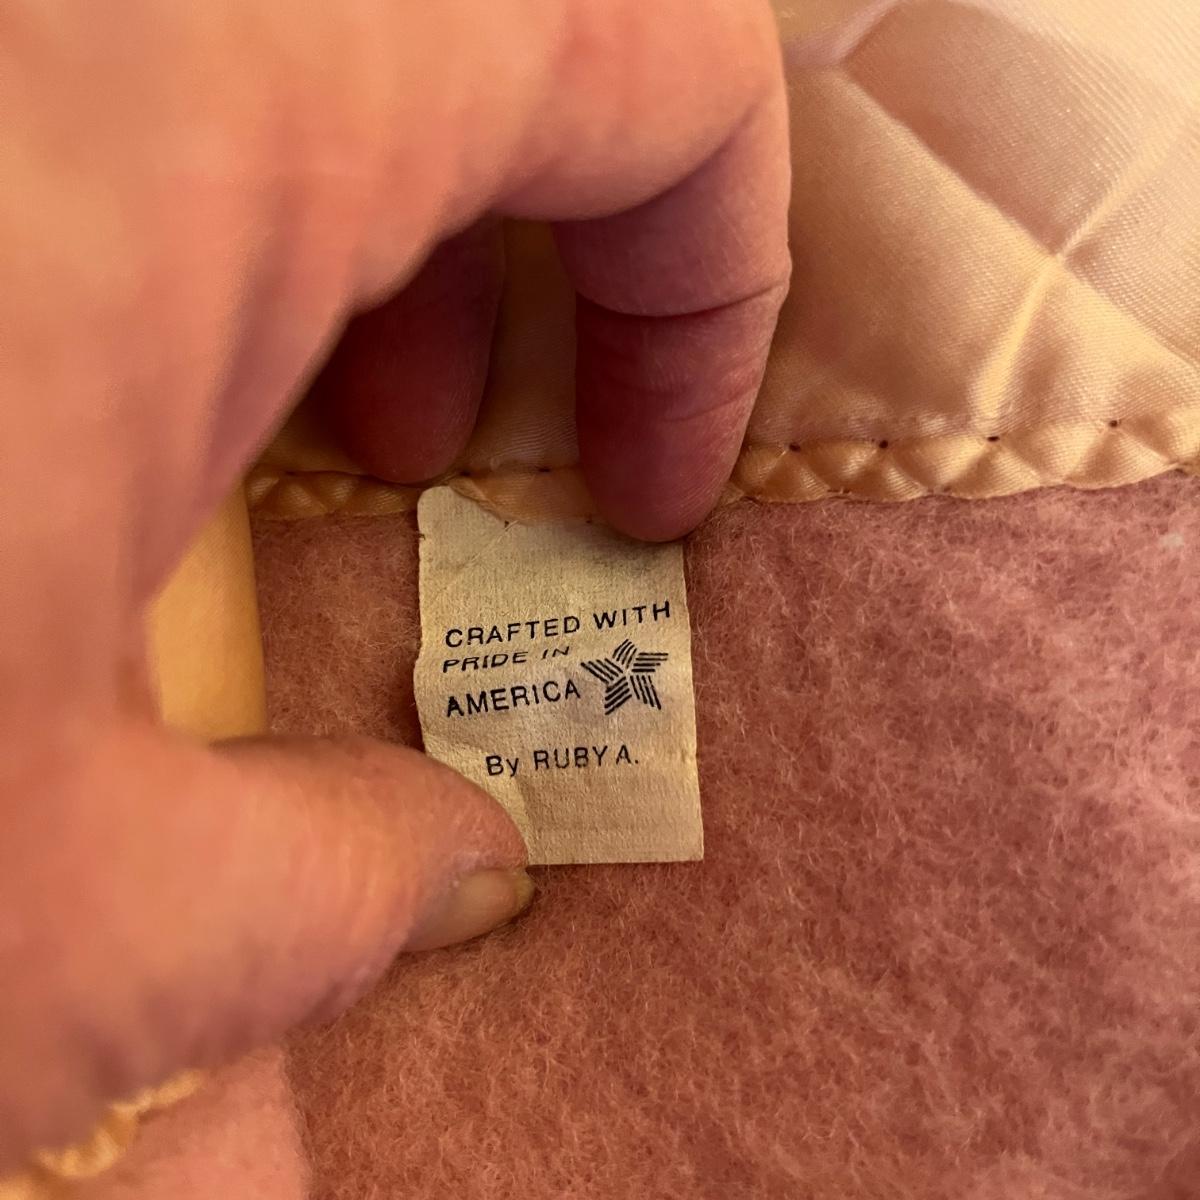 CRAFTED WITH
PRIDE IN
AMERICA
By RUBY A.